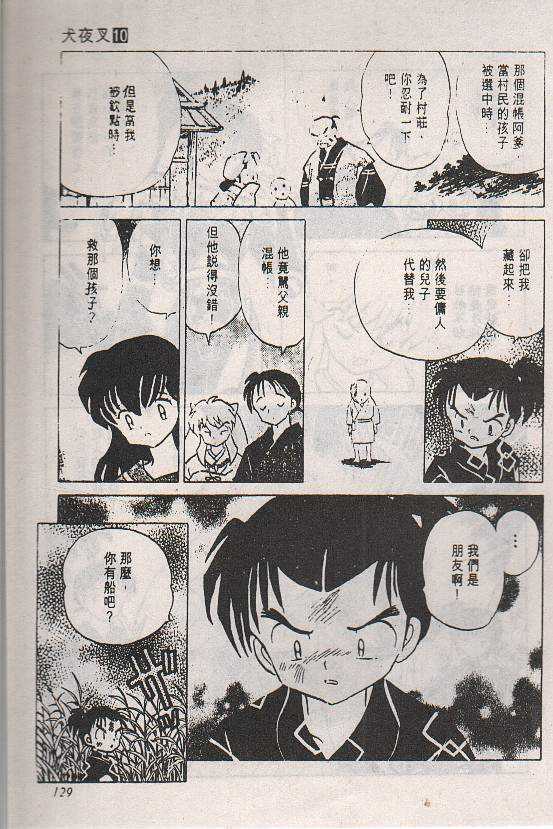 犬夜叉10
那個混帳阿爹，
當村民的孩子
被選中時…
為了村莊，
你忍耐一下
吧！
但是當我
被欽點時…
卻把我
藏起來…
然後要傭人
的兒子
代替我…
他竟罵父親
混帳…
但他說得沒錯！
你想…
救那個孩子？
…
我們是
朋友啊！
那麼，
你有船吧？
129